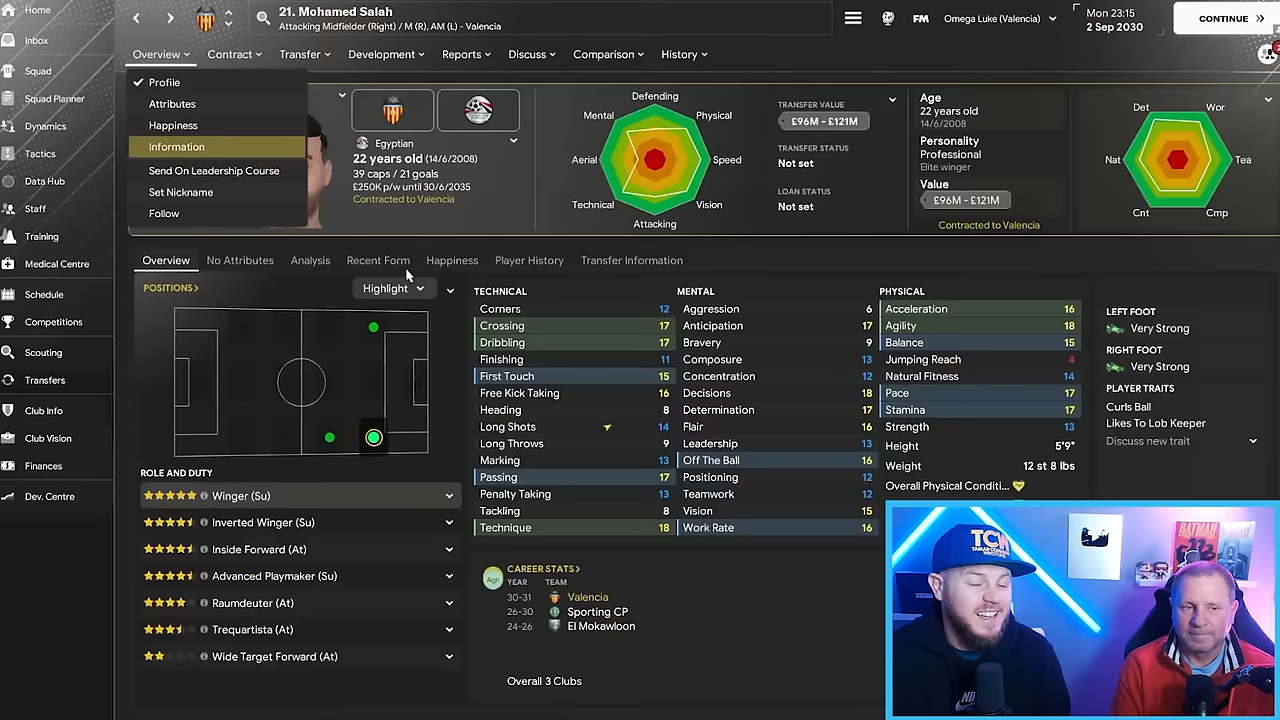 Home
Inbox
Squad
Squad Planner
Dynamics
Tactics
Data Hub
Staff
Training
Medical Centre
Schedule
Competitions
Scouting
Transfers
Club Info
Club Vision
Finances
Dev. Centre
21. Mohamed Salah
Attacking Midfielder (Right) / M (R), AM (L) - Valencia
FM
Omega Luke (Valencia)
Mon 23:15
2 Sep 2030
CONTINUE
Overview
Contract
Transfer
Development
Reports
Discuss
Comparison
History
Profile
Attributes
Happiness
Information
Send On Leadership Course
Set Nickname
Follow
Egyptian
22 years old (14/6/2008)
39 caps / 21 goals
£250K p/w until 30/6/2035
Contracted to Valencia
Defending
Mental
Physical
Aerial
Speed
Technical
Vision
Attacking
TRANSFER VALUE
£96M - £121M
TRANSFER STATUS
Not set
LOAN STATUS
Not set
Age
22 years old
14/6/2008
Personality
Professional
Elite winger
Value
£96M - £121M
Contracted to Valencia
Det
Wor
Nat
Tea
Cnt
Cmp
Overview
No Attributes
Analysis
Recent Form
Happiness
Player History
Transfer Information
POSITIONS
Highlight
ROLE AND DUTY
Winger (Su)
Inverted Winger (Su)
Inside Forward (At)
Advanced Playmaker (Su)
Raumdeuter (At)
Trequartista (At)
Wide Target Forward (At)
TECHNICAL
Corners 12
Crossing 17
Dribbling 17
Finishing 11
First Touch 15
Free Kick Taking 16
Heading 8
Long Shots 14
Long Throws 9
Marking 13
Passing 17
Penalty Taking 13
Tackling 8
Technique 18
MENTAL
Aggression 6
Anticipation 17
Bravery 9
Composure 13
Concentration 12
Decisions 18
Determination 17
Flair 16
Leadership 13
Off The Ball 16
Positioning 12
Teamwork 12
Vision 15
Work Rate 16
PHYSICAL
Acceleration 16
Agility 18
Balance 15
Jumping Reach 4
Natural Fitness 14
Pace 17
Stamina 17
Strength 13
Height 5'9"
Weight 12 st 8 lbs
Overall Physical Conditi...
LEFT FOOT
Very Strong
RIGHT FOOT
Very Strong
PLAYER TRAITS
Curls Ball
Likes To Lob Keeper
Discuss new trait
Agn
CAREER STATS
YEAR TEAM
30-31 Valencia
26-30 Sporting CP
24-26 El Mokawloon
Overall 3 Clubs
TCW
BATMAN